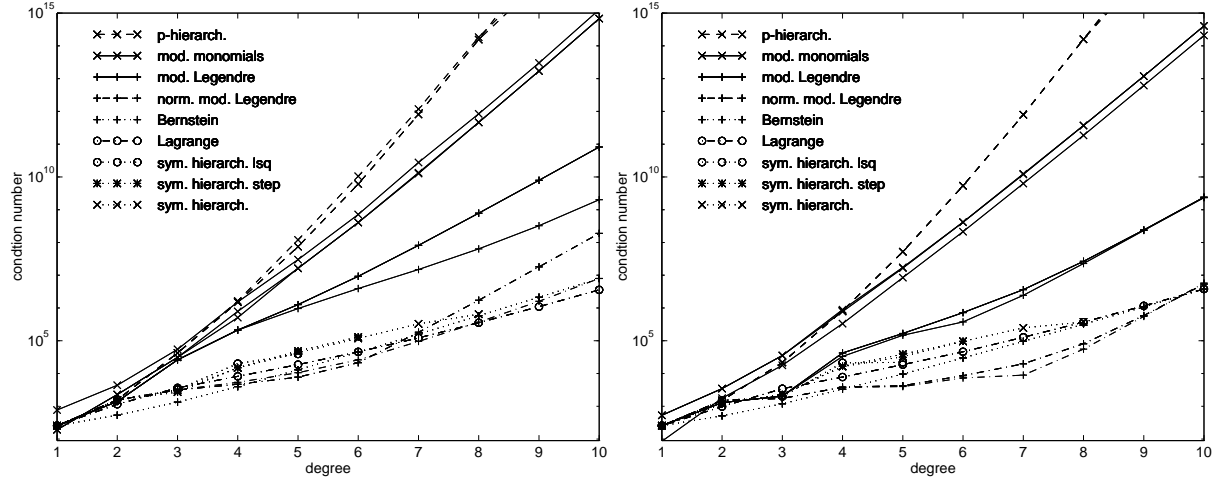 10^15
10^10
10^5
condtion number
p-hierarch.
mod. monomials
mod. Legendre
norm. mod. Legendre
Bernstein
Lagrange
sym. hierarch. lsq
sym. hierarch. step
sym. hierarch.
1 2 3 4 5 6 7 8 9 10
degree
10^15
10^10
10^5
condtion number
p-hierarch.
mod. monomials
mod. Legendre
norm. mod. Legendre
Bernstein
Lagrange
sym. hierarch. lsq
sym. hierarch. step
sym. hierarch.
1 2 3 4 5 6 7 8 9 10
degree